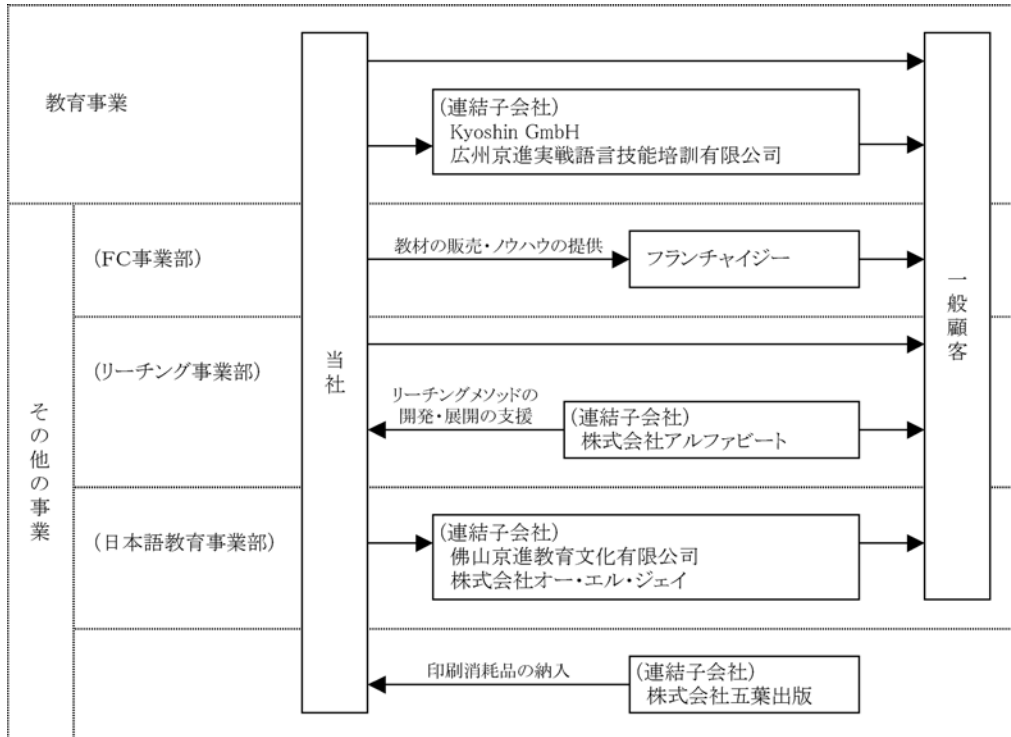 教育事業
(連結子会社)
Kyoshin GmbH
広州京進実戦語言技能培訓有限公司
その他の事業
(FC事業部)
教材の販売・ノウハウの提供
フランチャイジー
(リーチング事業部)
リーチングメソッドの
開発・展開の支援
(連結子会社)
株式会社アルファビート
(日本語教育事業部)
(連結子会社)
佛山京進教育文化有限公司
株式会社オー・エル・ジェイ
印刷消耗品の納入
(連結子会社)
株式会社五葉出版
当社
一般顧客